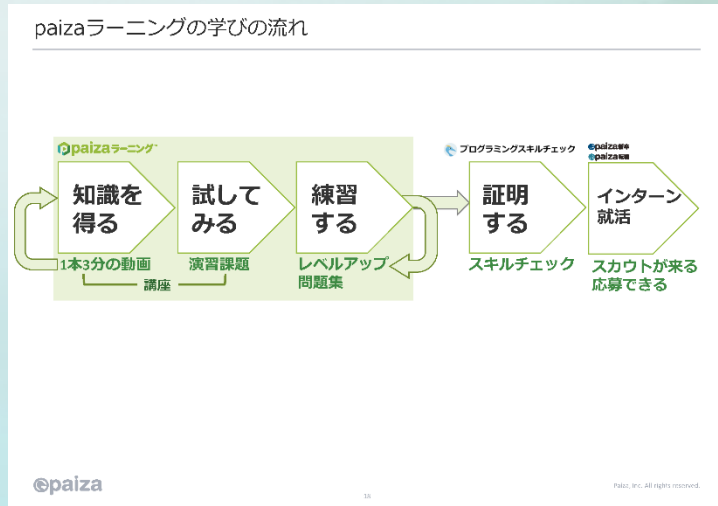 paizaラーニングの学びの流れ
paizaラーニング
プログラミングスキルチェック
paiza新卒
paiza転職
知識を
得る
試して
みる
練習
する
証明
する
インターン
就活
1本3分の動画
演習課題
レベルアップ
問題集
スキルチェック
スカウトが来る
応募できる
講座
paiza
18
Paiza, Inc. All rights reserved.